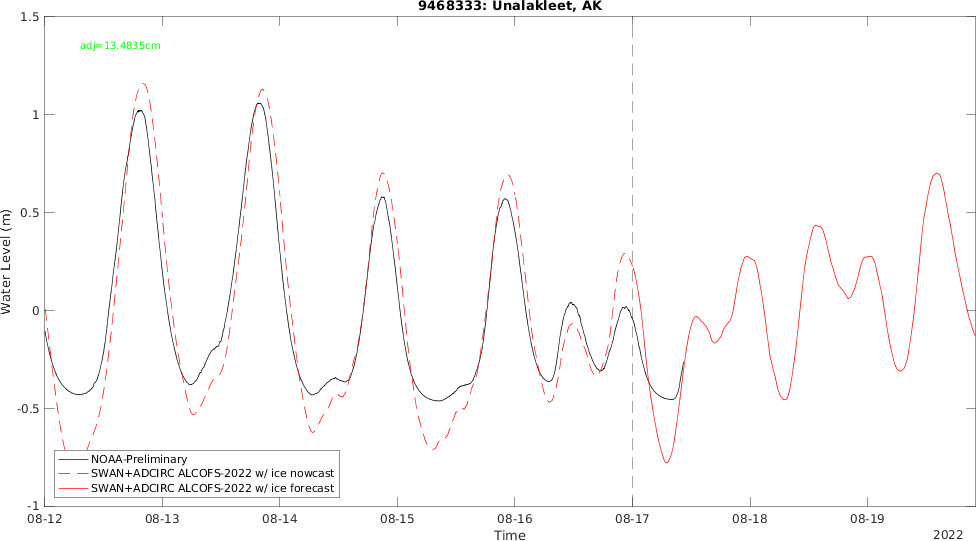 9468333: Unalakleet, AK
adj=13.4835cm
Water Level (m)
1.5
1
0.5
0
-0.5
-1
NOAA-Preliminary
SWAN+ADCIRC ALCOFS-2022 w/ ice nowcast
SWAN+ADCIRC ALCOFS-2022 w/ ice forecast
08-12 08-13 08-14 08-15 08-16 08-17 08-18 08-19
Time
2022